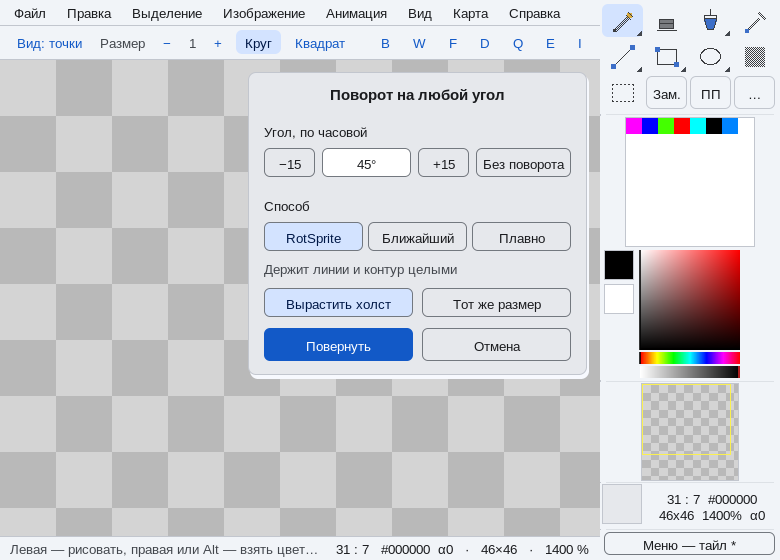 Файл Правка Выделение Изображение Анимация Вид Карта Справка
Вид: точки Размер − 1 + Круг Квадрат B W F D Q E I
Зам. ПП ...
Поворот на любой угол
Угол, по часовой
−15 45° +15 Без поворота
Способ
RotSprite Ближайший Плавно
Держит линии и контур целыми
Вырастить холст Тот же размер
Повернуть Отмена
31 : 7 #000000
46x46 1400% α0
Меню — тайл *
Левая — рисовать, правая или Alt — взять цвет… 31 : 7 #000000 α0 · 46×46 · 1400 %